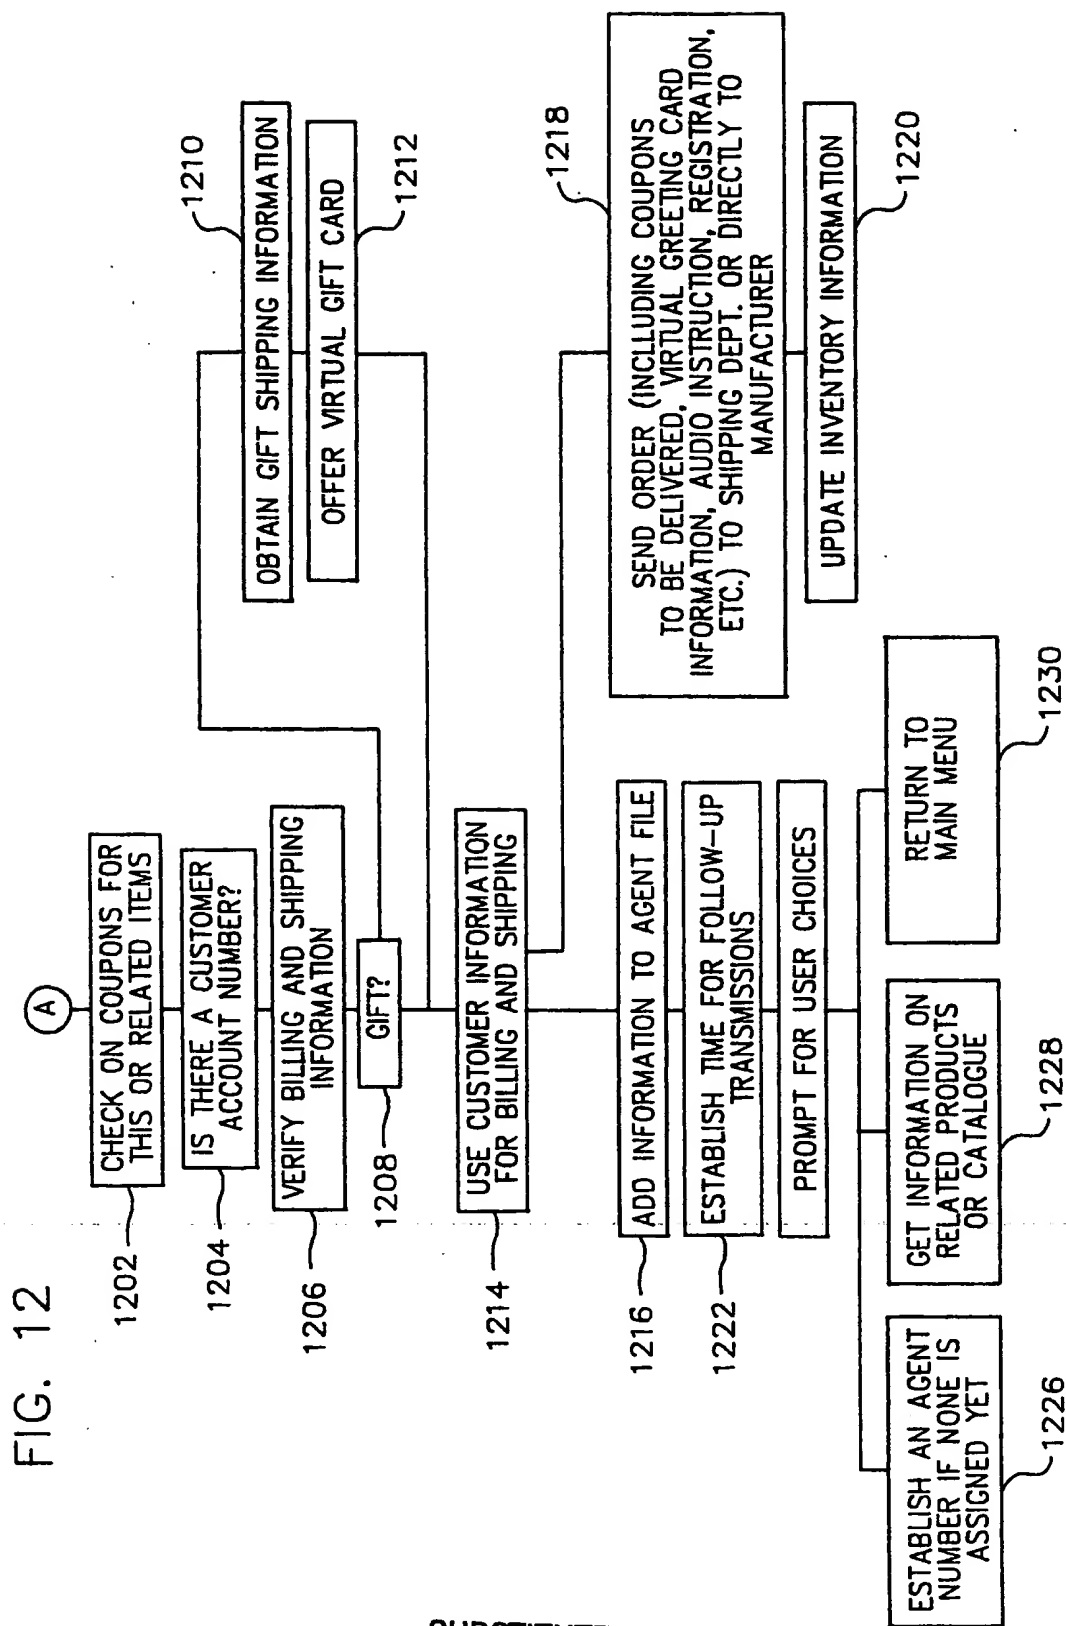 FIG. 12
A
CHECK ON COUPONS FOR
THIS OR RELATED ITEMS
1202
IS THERE A CUSTOMER
ACCOUNT NUMBER?
1204
VERIFY BILLING AND SHIPPING
INFORMATION
1206
GIFT?
1208
OBTAIN GIFT SHIPPING INFORMATION
1210
OFFER VIRTUAL GIFT CARD
1212
USE CUSTOMER INFORMATION
FOR BILLING AND SHIPPING
1214
SEND ORDER (INCLUDING COUPONS
TO BE DELIVERED, VIRTUAL GREETING CARD
INFORMATION, AUDIO INSTRUCTION, REGISTRATION,
ETC.) TO SHIPPING DEPT. OR DIRECTLY TO
MANUFACTURER
1218
UPDATE INVENTORY INFORMATION
1220
ADD INFORMATION TO AGENT FILE
1216
ESTABLISH TIME FOR FOLLOW-UP
TRANSMISSIONS
1222
PROMPT FOR USER CHOICES
ESTABLISH AN AGENT
NUMBER IF NONE IS
ASSIGNED YET
1226
GET INFORMATION ON
RELATED PRODUCTS
OR CATALOGUE
1228
RETURN TO
MAIN MENU
1230